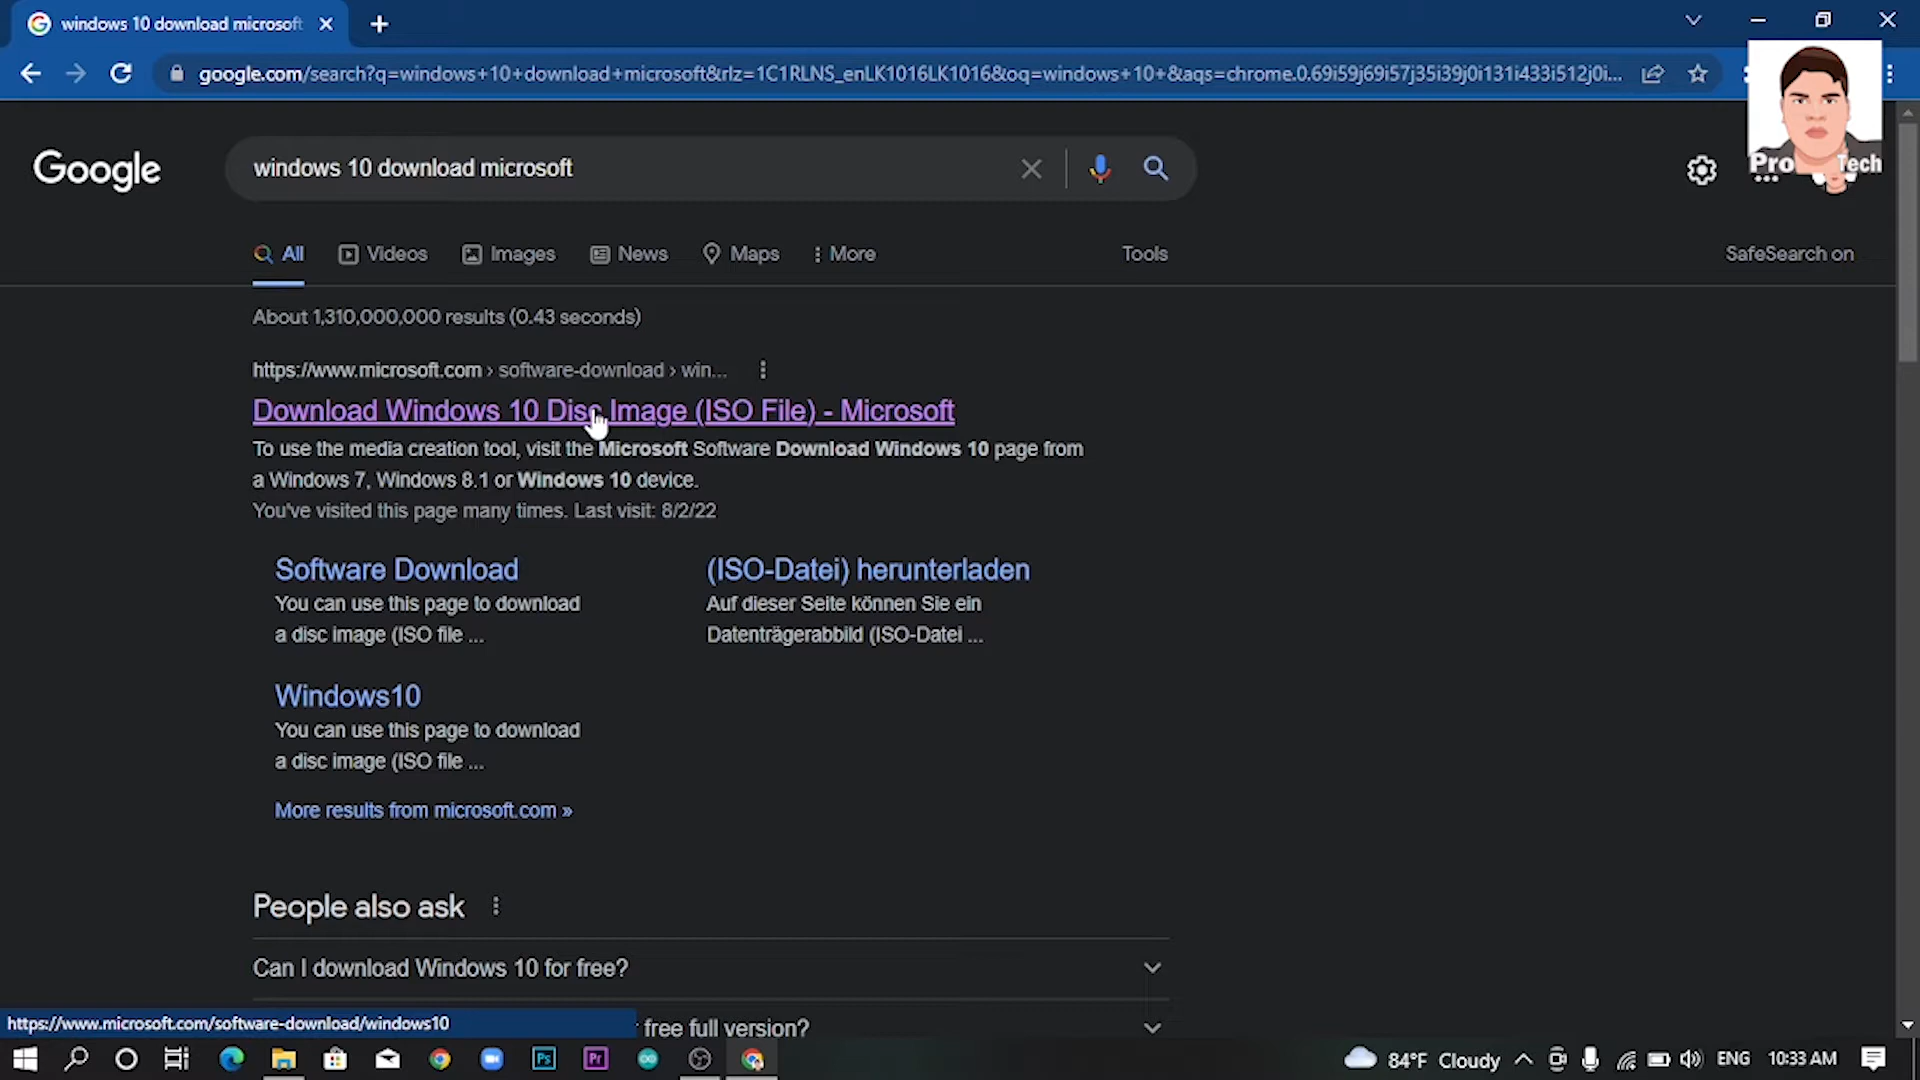 windows 10 download microsoft
google.com/search?q=windows+10+download+microsoft&rlz=1C1RLNS_enLK1016LK1016&oq=windows+10+&aqs=chrome.0.69i59j69i57j35i39j0i131i433i512j0i...
Google
windows 10 download microsoft
Pro Tech
All
Videos
Images
News
Maps
More
Tools
SafeSearch on
About 1,310,000,000 results (0.43 seconds)
https://www.microsoft.com › software-download › win...
Download Windows 10 Disc Image (ISO File) - Microsoft
To use the media creation tool, visit the Microsoft Software Download Windows 10 page from
a Windows 7, Windows 8.1 or Windows 10 device.
You've visited this page many times. Last visit: 8/2/22
Software Download
You can use this page to download
a disc image (ISO file ...
(ISO-Datei) herunterladen
Auf dieser Seite können Sie ein
Datenträgerabbild (ISO-Datei ...
Windows10
You can use this page to download
a disc image (ISO file ...
More results from microsoft.com »
People also ask
Can I download Windows 10 for free?
free full version?
https://www.microsoft.com/software-download/windows10
Ps
Pr
84°F Cloudy
ENG
10:33 AM